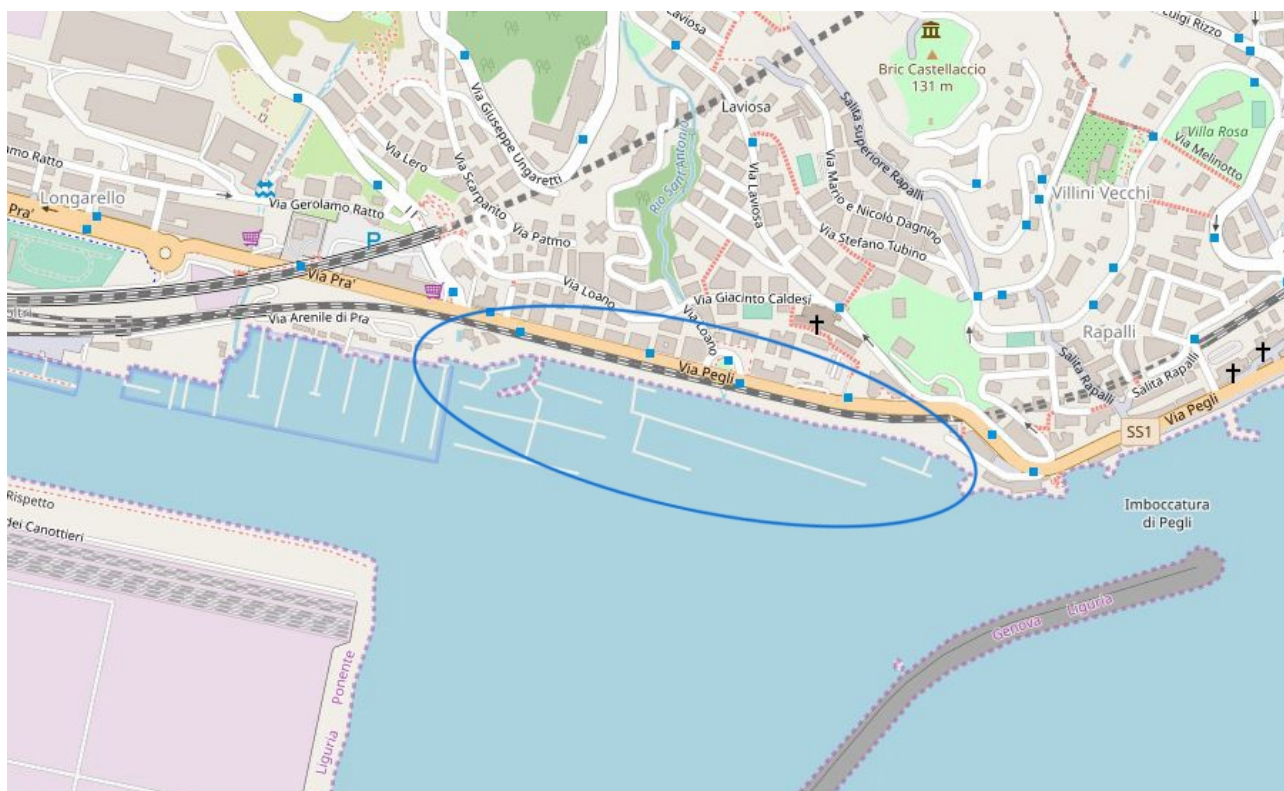 Luigi Rizzo
Laviosa
Bric Castellaccio
131 m
Via Giuseppe Ungaretti
Laviosa
Salita superiore Rapalli
Villa Rosa
Via Melinotto
Via Lero
Via Scarpanto
Rio Sant'Antonio
Via Laviosa
Via Mario e Nicolò Dagnino
Villini Vecchi
amo Ratto
Longarello
Via Gerolamo Ratto
Pra'
P
Via Patmo
Via Stefano Tubino
Via Pra'
Via Loano
Via Giacinto Caldesi
oltri
Via Arenile di Pra
Via Loano
Rapalli
Salita Rapalli
Salita Rapalli
Via Pegli
Via Pegli
SS1
Rispetto
dei Canottieri
Imboccatura
di Pegli
Genova
Liguria
Ponente
Liguria